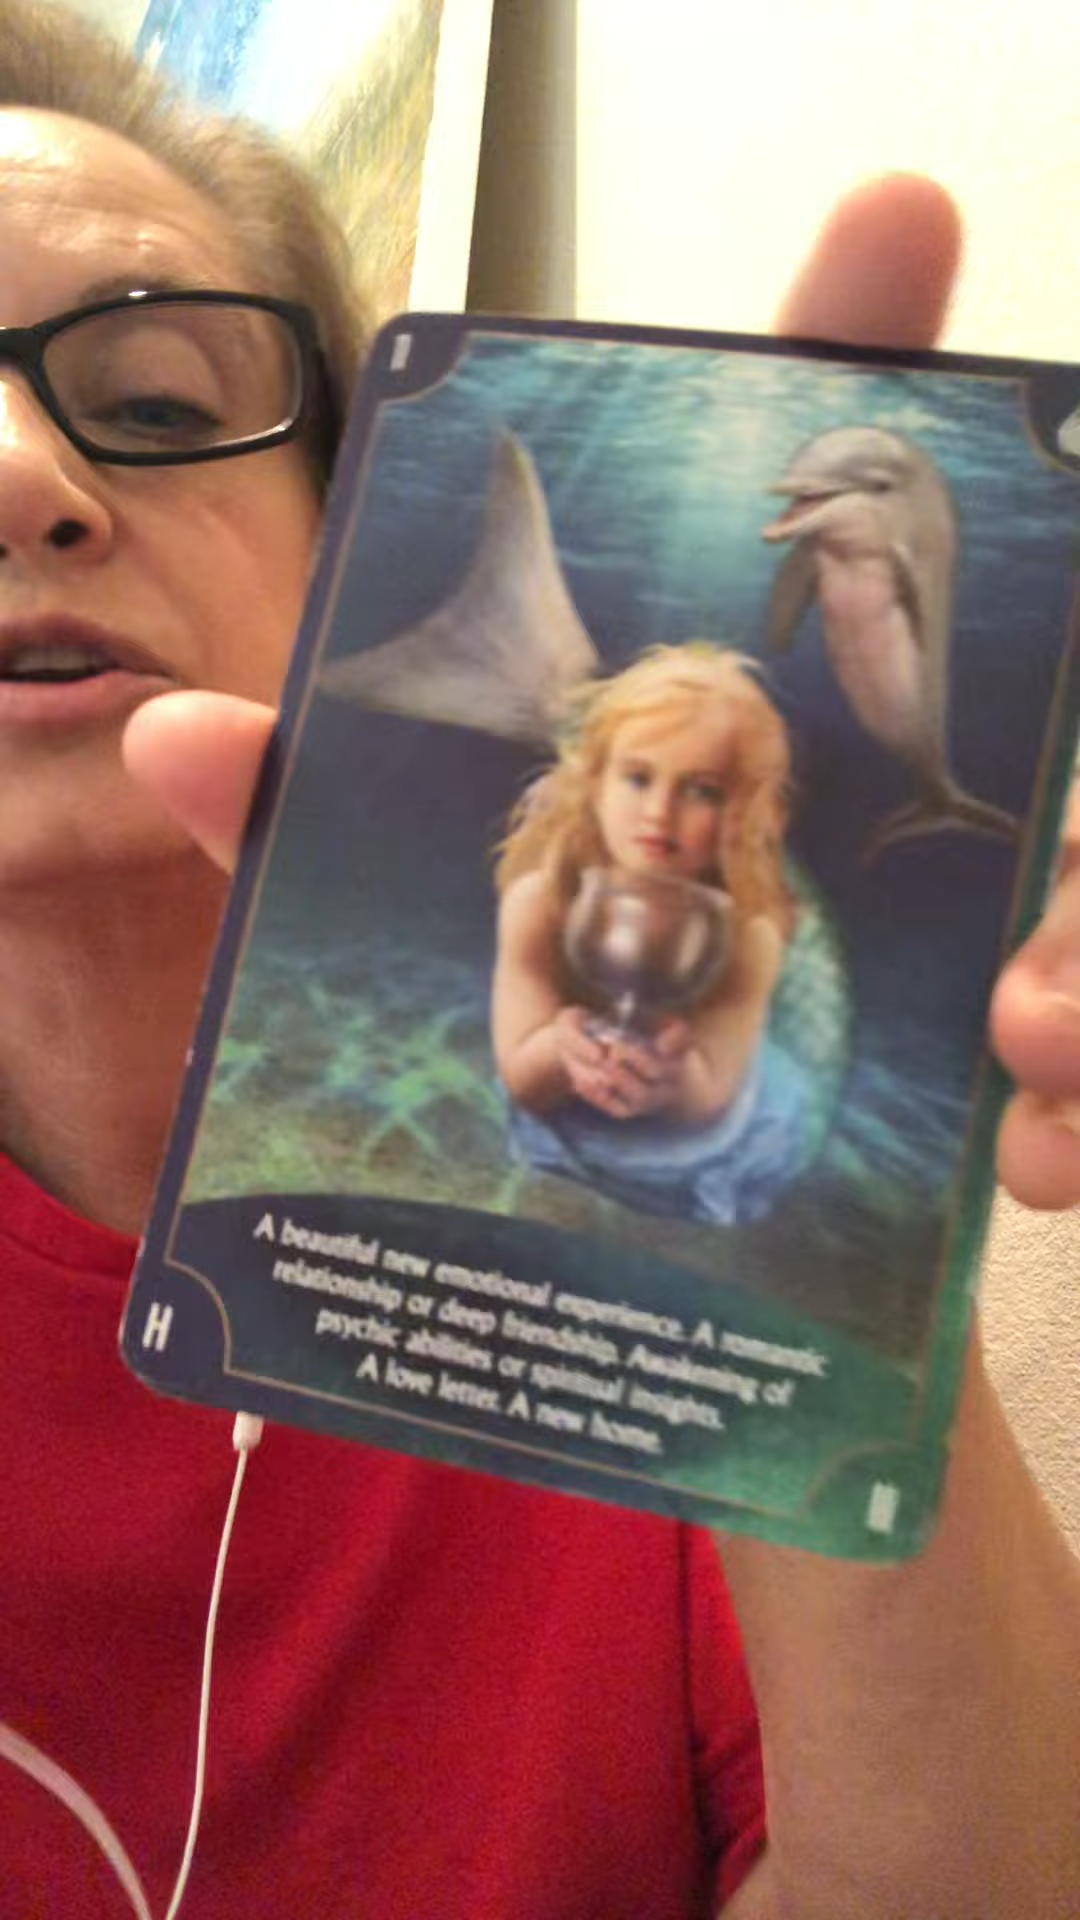 A beautiful new emotional experience. A romantic
relationship or deep friendship. Awakening of
psychic abilities or spiritual insights.
A love letter. A new home.
H